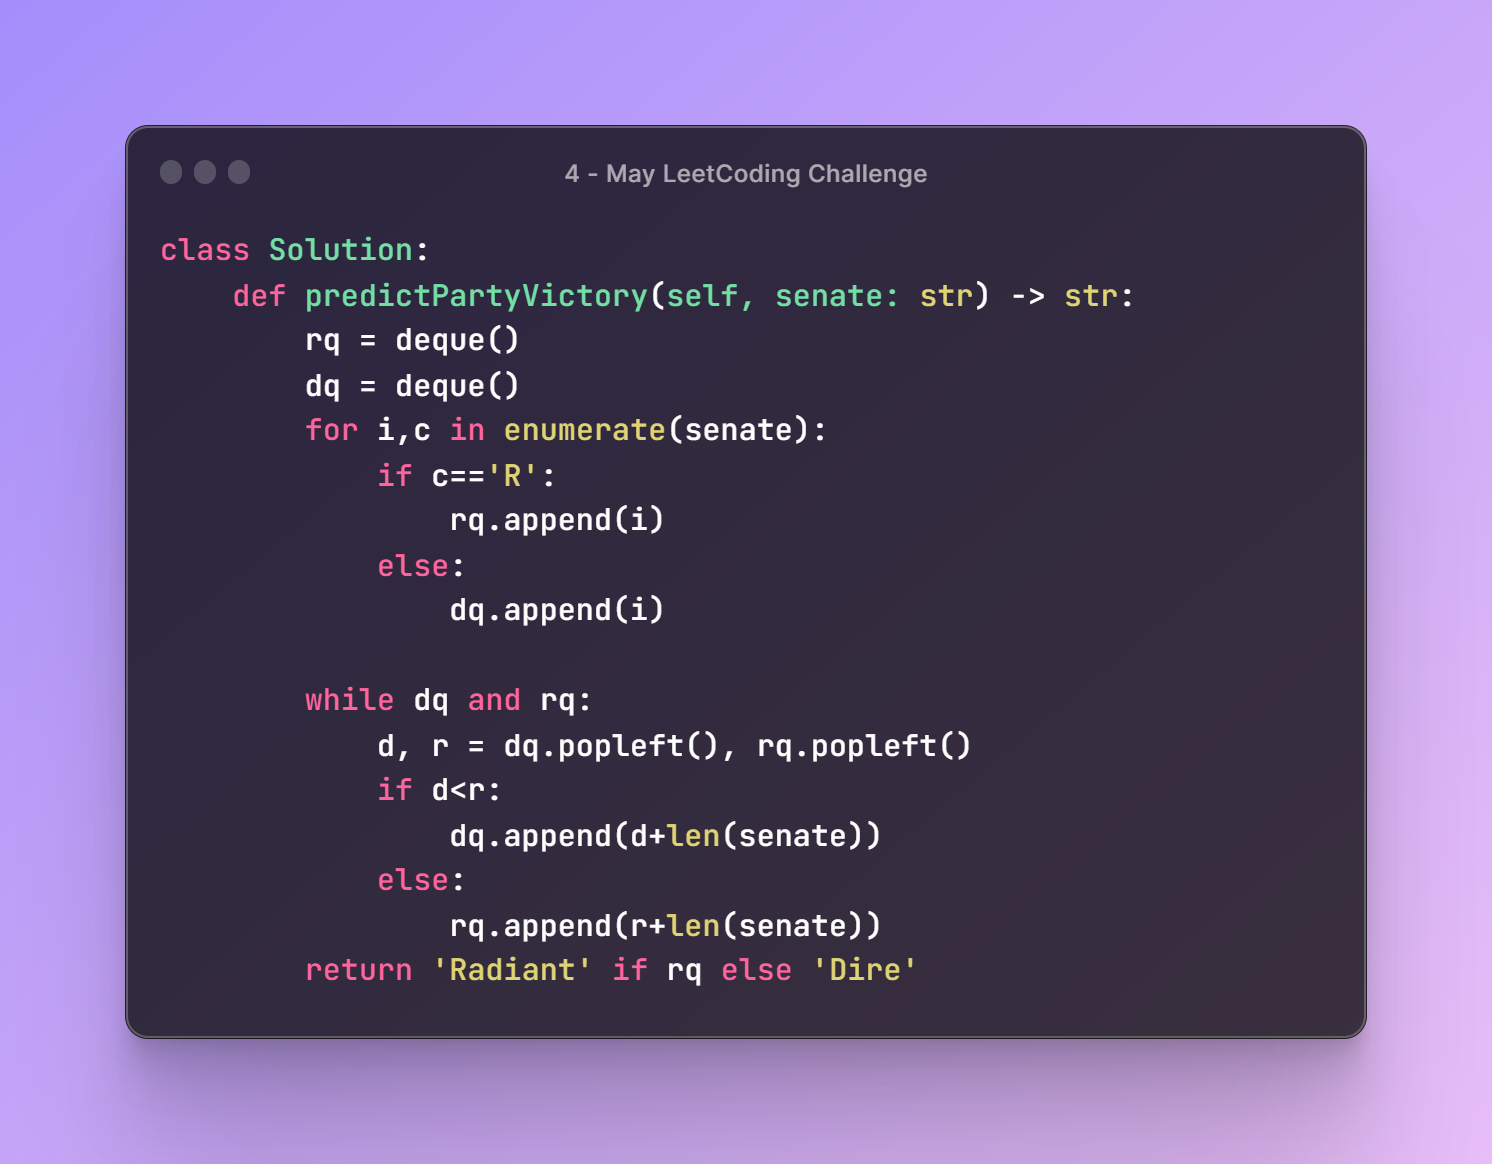 4 - May LeetCoding Challenge
class Solution:
    def predictPartyVictory(self, senate: str) -> str:
        rq = deque()
        dq = deque()
        for i,c in enumerate(senate):
            if c=='R':
                rq.append(i)
            else:
                dq.append(i)

        while dq and rq:
            d, r = dq.popleft(), rq.popleft()
            if d<r:
                dq.append(d+len(senate))
            else:
                rq.append(r+len(senate))
        return 'Radiant' if rq else 'Dire'